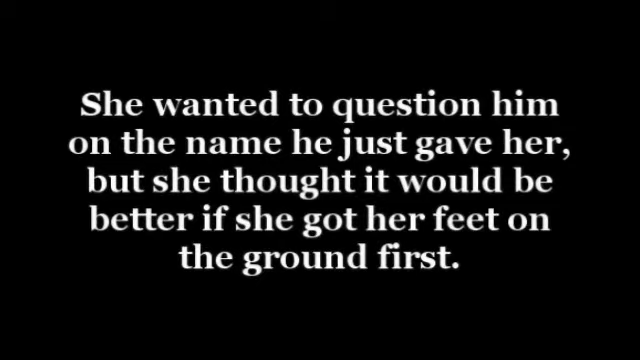 She wanted to question him
on the name he just gave her,
but she thought it would be
better if she got her feet on
the ground first.